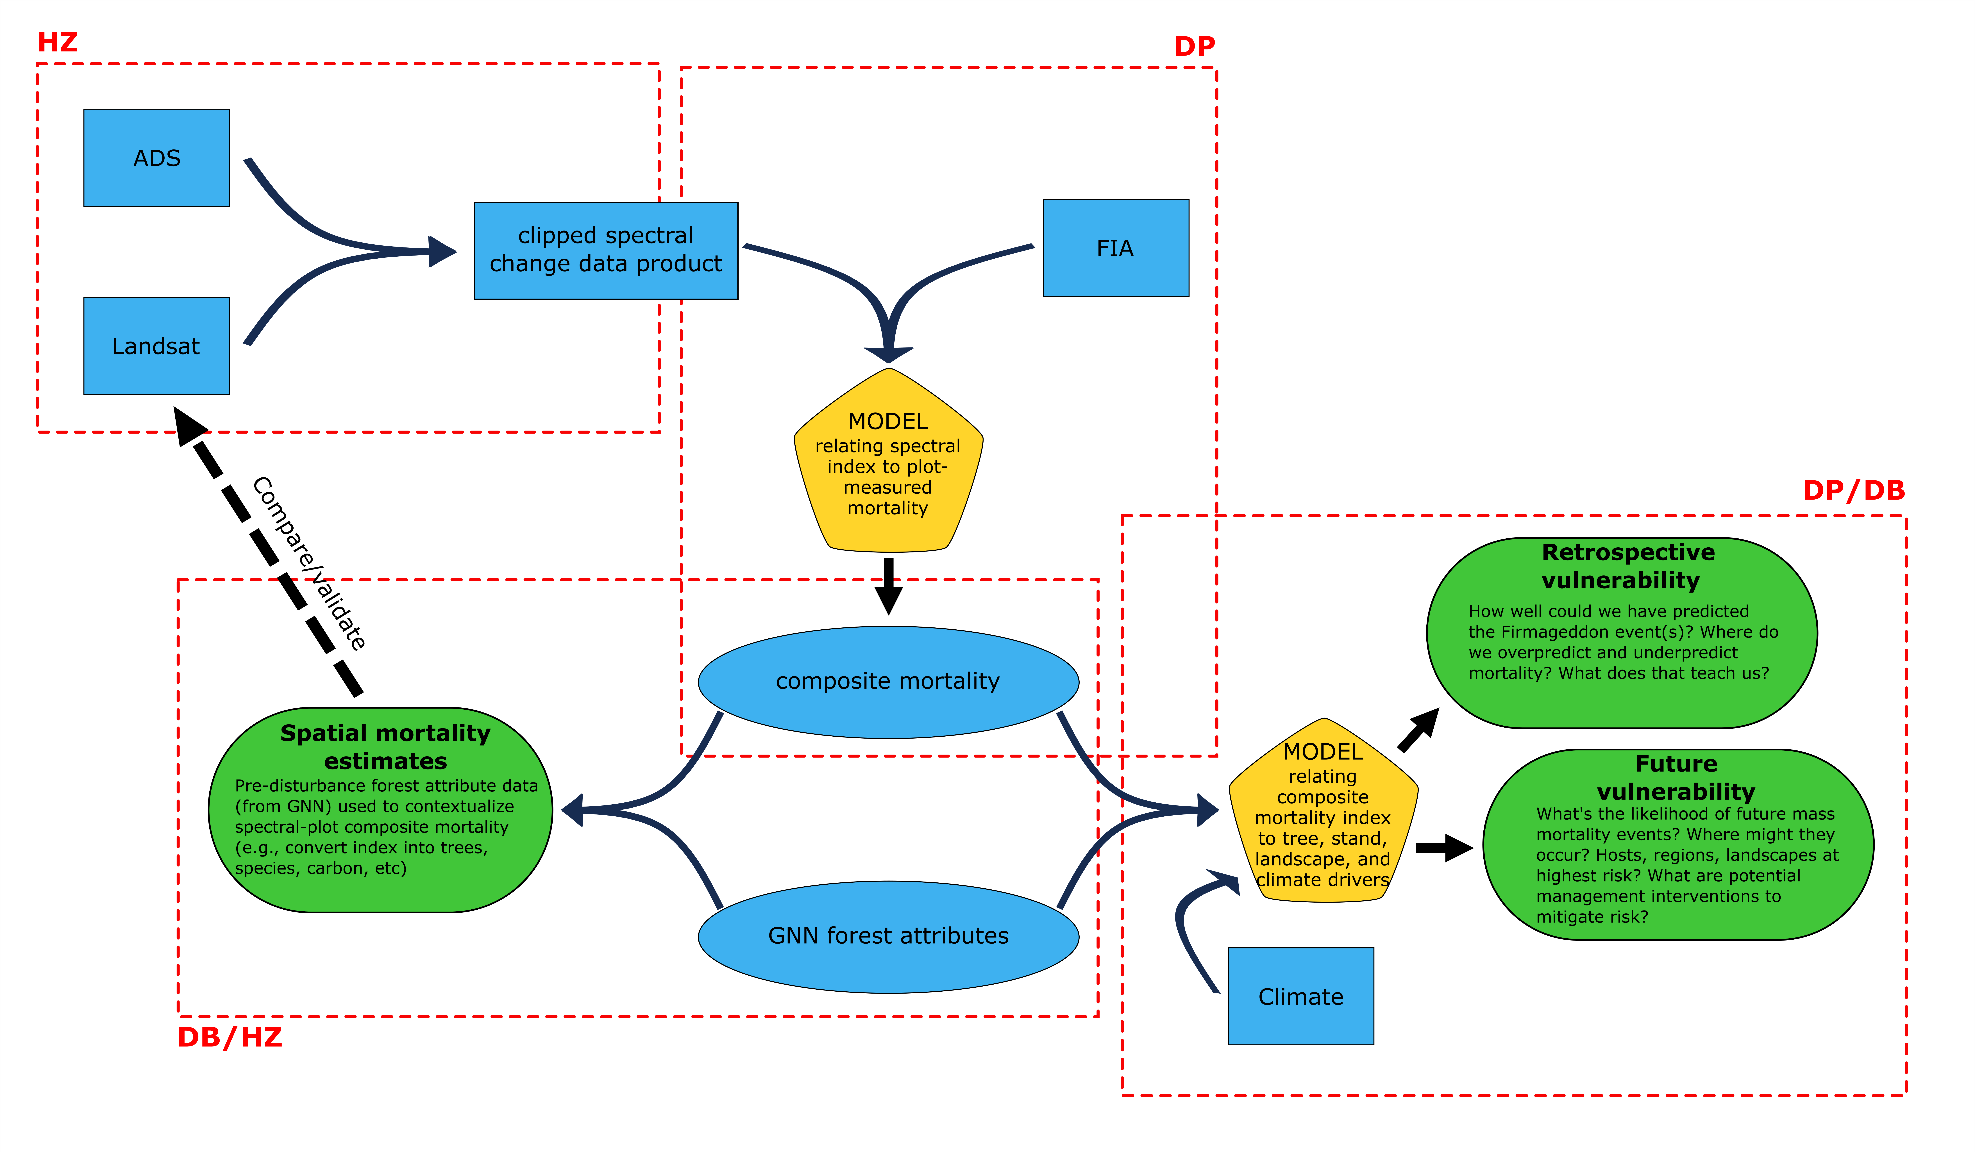 HZ
DP
ADS
clipped spectral
change data product
FIA
Landsat
MODEL
relating spectral
index to plot-
measured
mortality
Compare/validate
DP/DB
Retrospective
vulnerability
How well could we have predicted
the Firmageddon event(s)? Where do
we overpredict and underpredict
mortality? What does that teach us?
composite mortality
Spatial mortality
estimates
Pre-disturbance forest attribute data
(from GNN) used to contextualize
spectral-plot composite mortality
(e.g., convert index into trees,
species, carbon, etc)
MODEL
relating
composite
mortality index
to tree, stand,
landscape, and
climate drivers
Future
vulnerability
What's the likelihood of future mass
mortality events? Where might they
occur? Hosts, regions, landscapes at
highest risk? What are potential
management interventions to
mitigate risk?
GNN forest attributes
Climate
DB/HZ